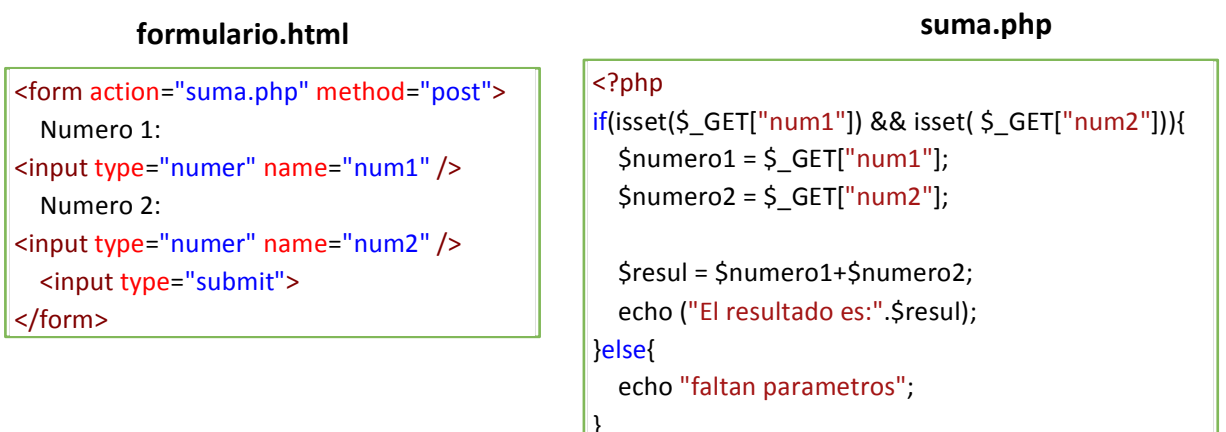 formulario.html
<form action="suma.php" method="post">
Numero 1:
<input type="numer" name="num1" />
Numero 2:
<input type="numer" name="num2" />
<input type="submit">
</form>
suma.php
<?php
if(isset($_GET["num1"]) && isset( $_GET["num2"])){
$numero1 = $_GET["num1"];
$numero2 = $_GET["num2"];
$resul = $numero1+$numero2;
echo ("El resultado es:".$resul);
}else{
echo "faltan parametros";
}